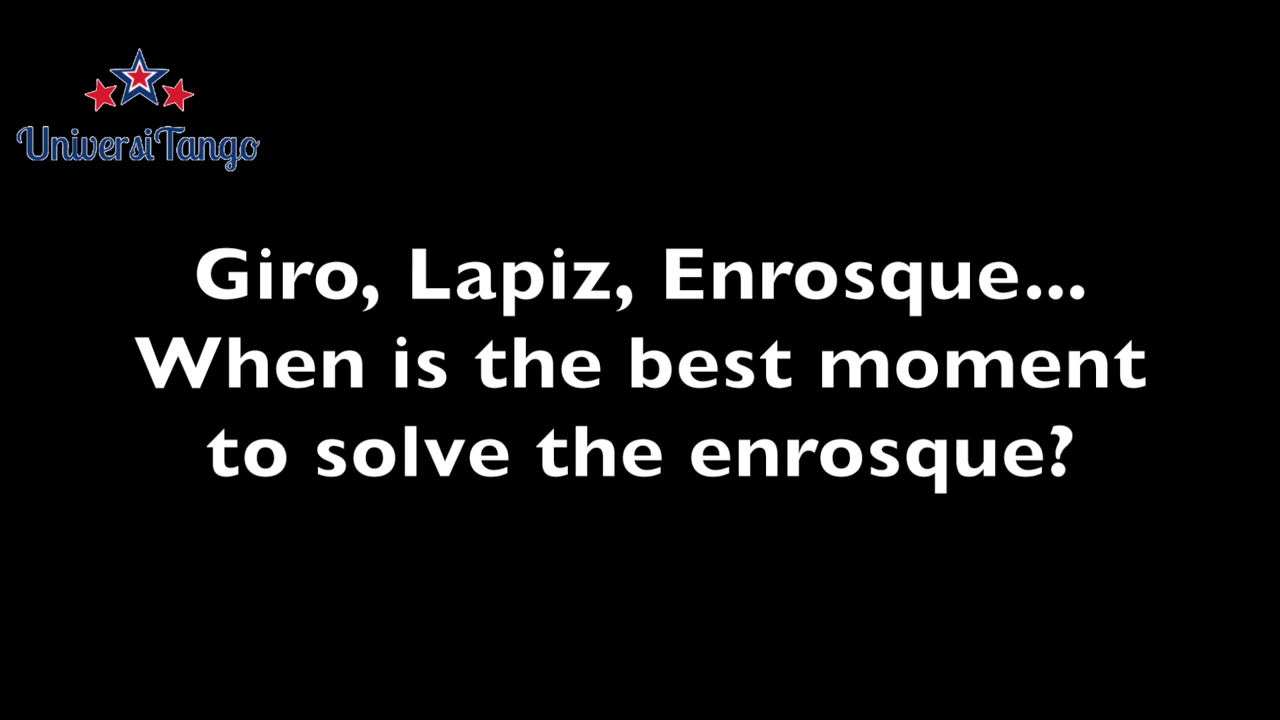 UniversiTango
Giro, Lapiz, Enrosque...
When is the best moment
to solve the enrosque?